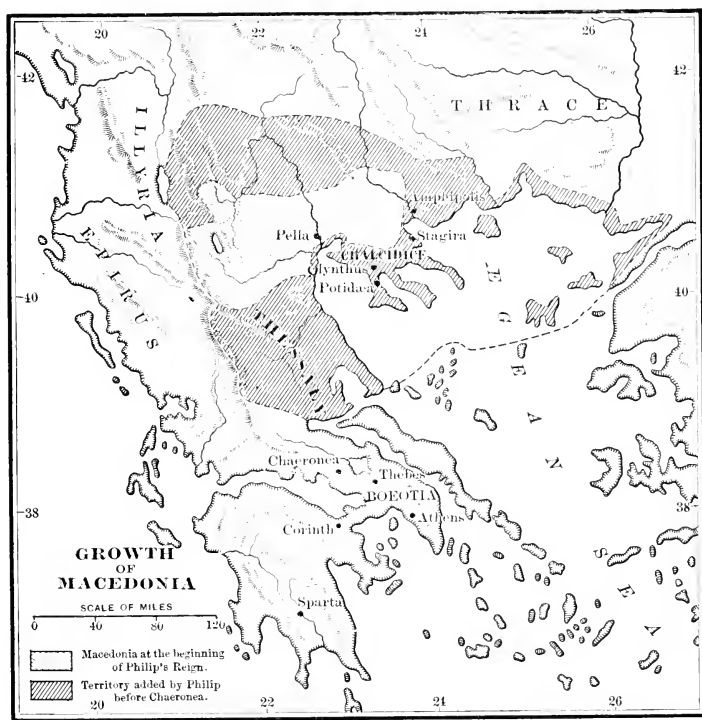 20
22
24
26
42
42
ILLYRIA
THRACE
EPIRUS
Amphipolis
Pella
Stagira
CHALCIDICE
Olynthus
Potidæa
40
40
THESSALY
ÆGEAN SEA
Chaeronea
Thebes
BOEOTIA
38
38
Corinth
Athens
Sparta
GROWTH
OF
MACEDONIA
SCALE OF MILES
0 40 80 120
Macedonia at the beginning
of Philip's Reign.
Territory added by Philip
before Chaeronea.
20
22
24
26